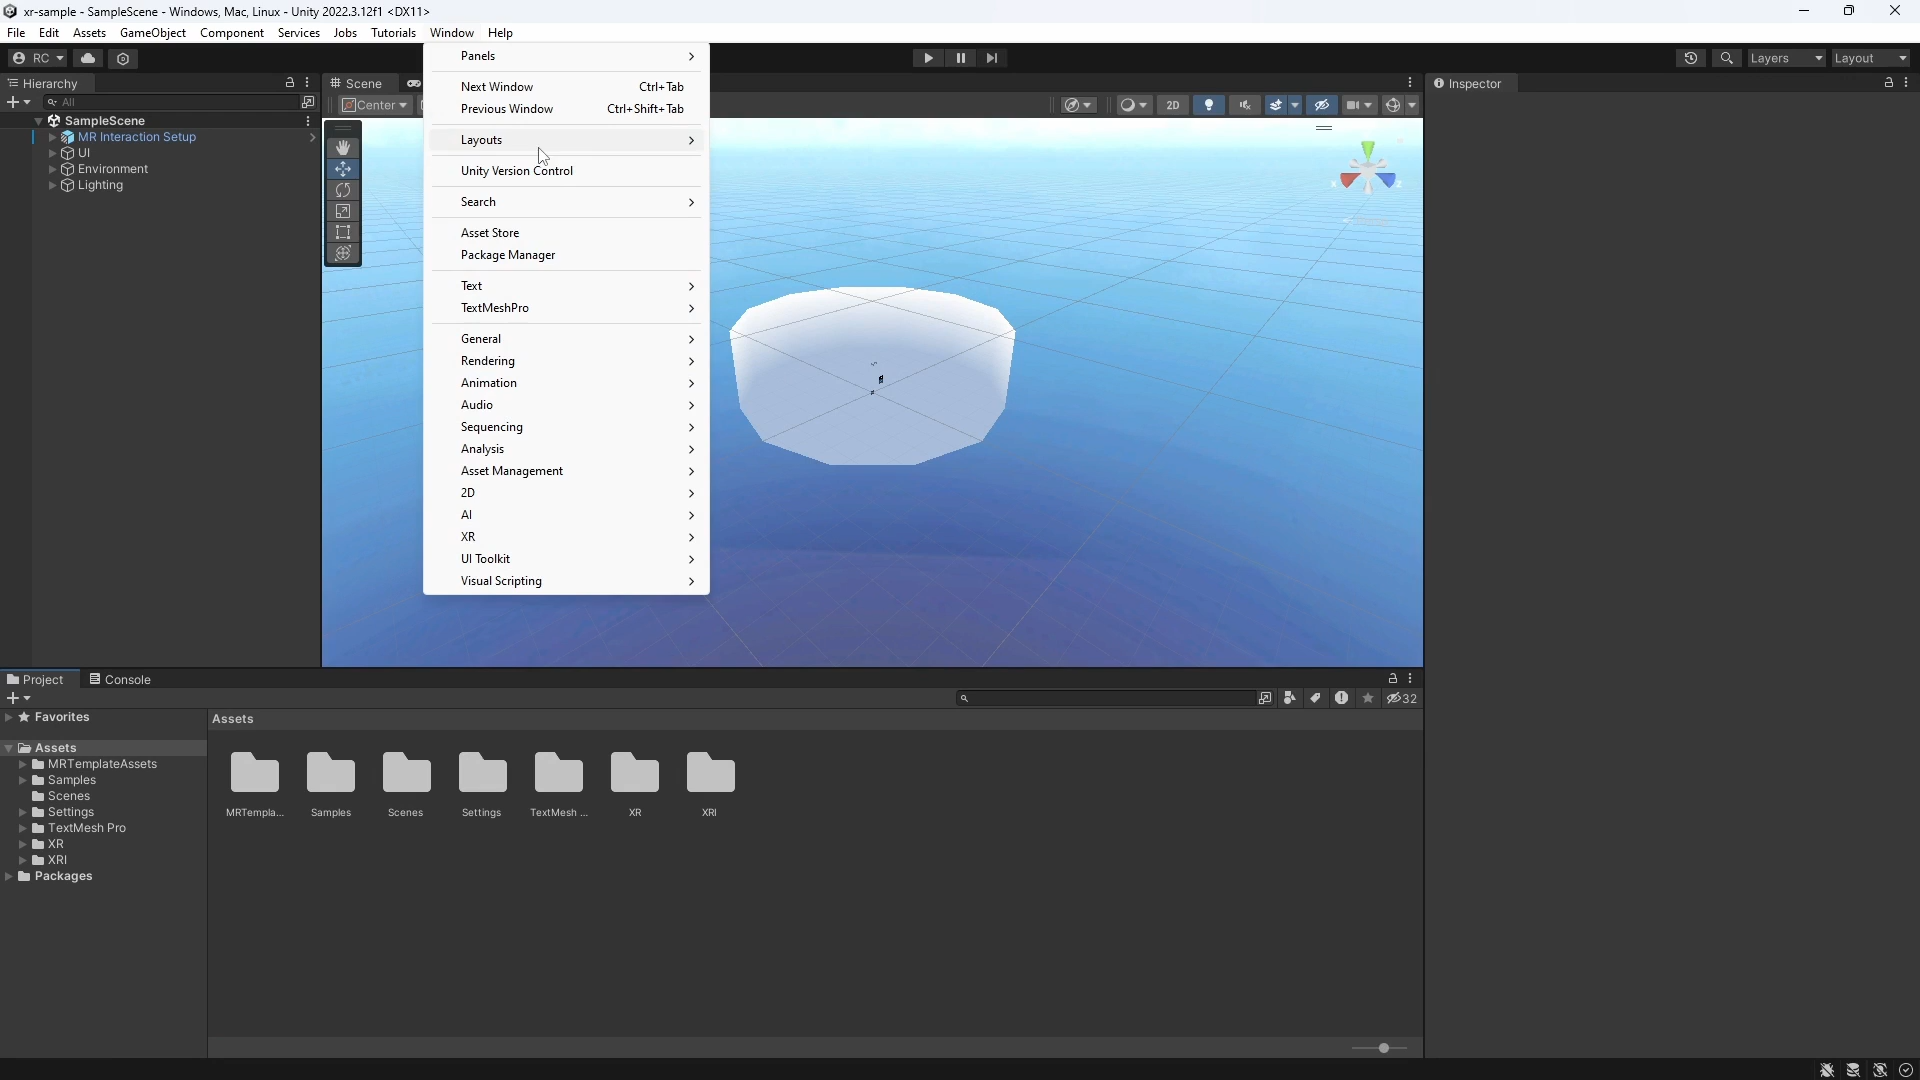 xr-sample - SampleScene - Windows, Mac, Linux - Unity 2022.3.12f1 <DX11>
File Edit Assets GameObject Component Services Jobs Tutorials Window Help
RC
Layers
Layout
Hierarchy
All
SampleScene
MR Interaction Setup
UI
Environment
Lighting
Scene
Center
2D
Panels
Next Window Ctrl+Tab
Previous Window Ctrl+Shift+Tab
Layouts
Unity Version Control
Search
Asset Store
Package Manager
Text
TextMeshPro
General
Rendering
Animation
Audio
Sequencing
Analysis
Asset Management
2D
AI
XR
UI Toolkit
Visual Scripting
x
z
Inspector
Project
Console
32
Favorites
Assets
MRTemplateAssets
Samples
Scenes
Settings
TextMesh Pro
XR
XRI
Packages
Assets
MRTempla...
Samples
Scenes
Settings
TextMesh ...
XR
XRI